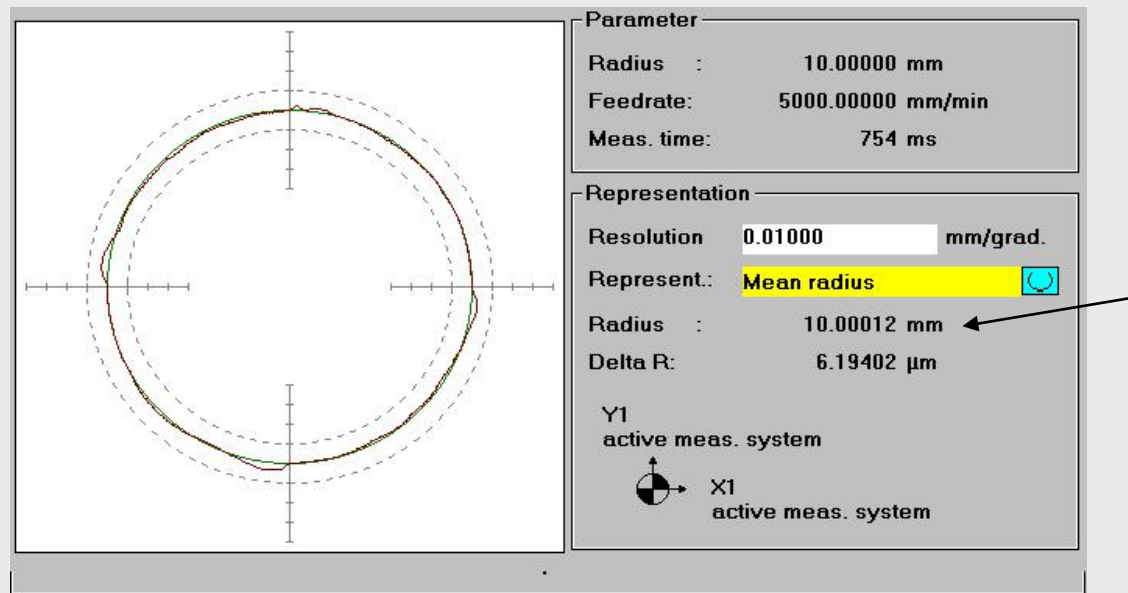 Parameter
Radius : 10.00000 mm
Feedrate: 5000.00000 mm/min
Meas. time: 754 ms
Representation
Resolution 0.01000 mm/grad.
Represent.: Mean radius
Radius : 10.00012 mm
Delta R: 6.19402 µm
Y1
active meas. system
X1
active meas. system